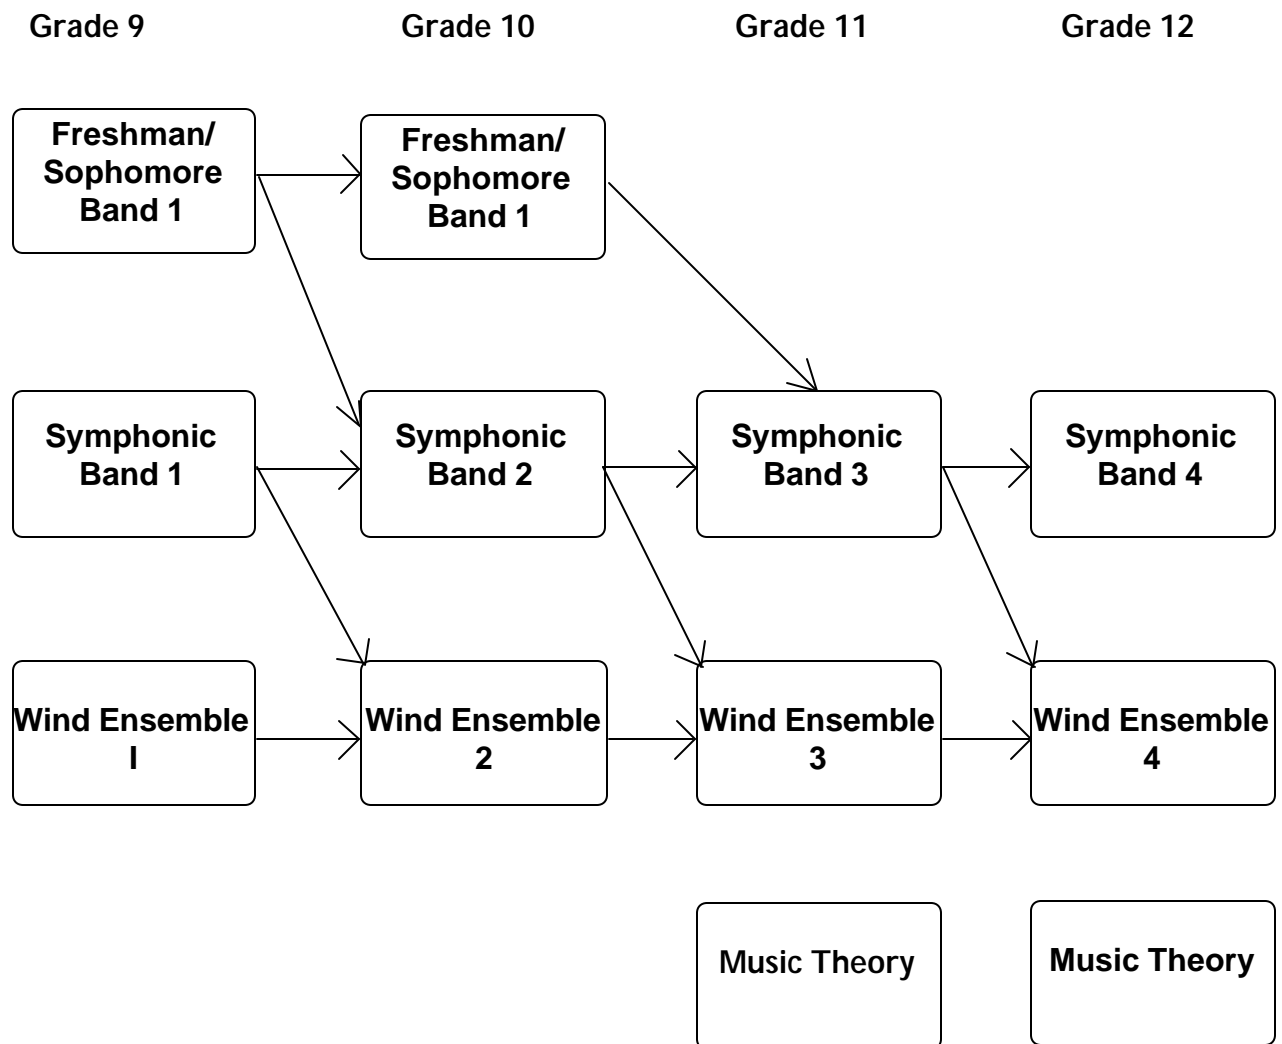 Grade 9
Grade 10
Grade 11
Grade 12
Freshman/
Sophomore
Band 1
Freshman/
Sophomore
Band 1
Symphonic
Band 1
Symphonic
Band 2
Symphonic
Band 3
Symphonic
Band 4
Wind Ensemble
I
Wind Ensemble
2
Wind Ensemble
3
Wind Ensemble
4
Music Theory
Music Theory